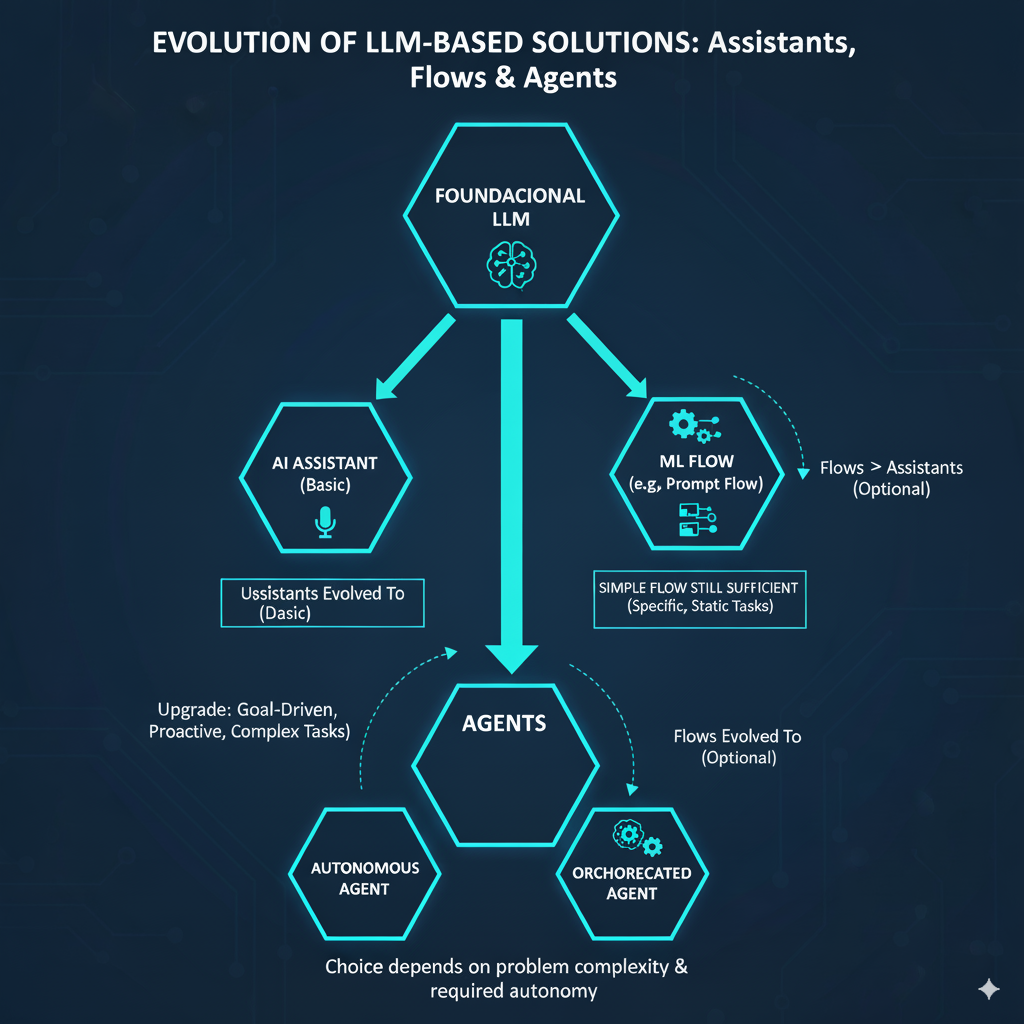 EVOLUTION OF LLM-BASED SOLUTIONS: Assistants,
Flows & Agents
FOUNDACIONAL
LLM
AI ASSISTANT
(Basic)
ML FLOW
(e.g, Prompt Flow)
Flows > Assistants
(Optional)
Ussistants Evolved To
(Dasic)
SIMPLE FLOW STILL SUFFICIENT
(Specific, Static Tasks)
Upgrade: Goal-Driven,
Proactive, Complex Tasks)
AGENTS
Flows Evolved To
(Optional)
AUTONOMOUS
AGENT
ORCHORECATED
AGENT
Choice depends on problem complexity &
required autonomy